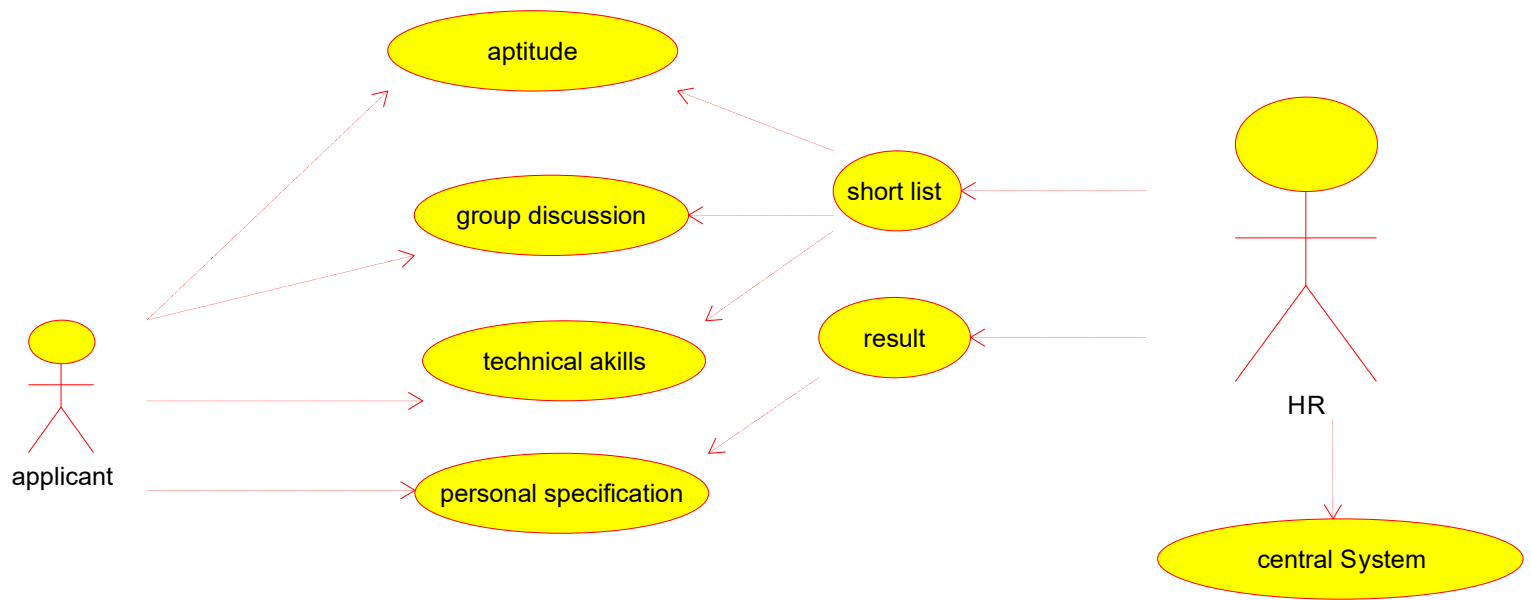 aptitude
short list
group discussion
result
technical akills
HR
applicant
personal specification
central System